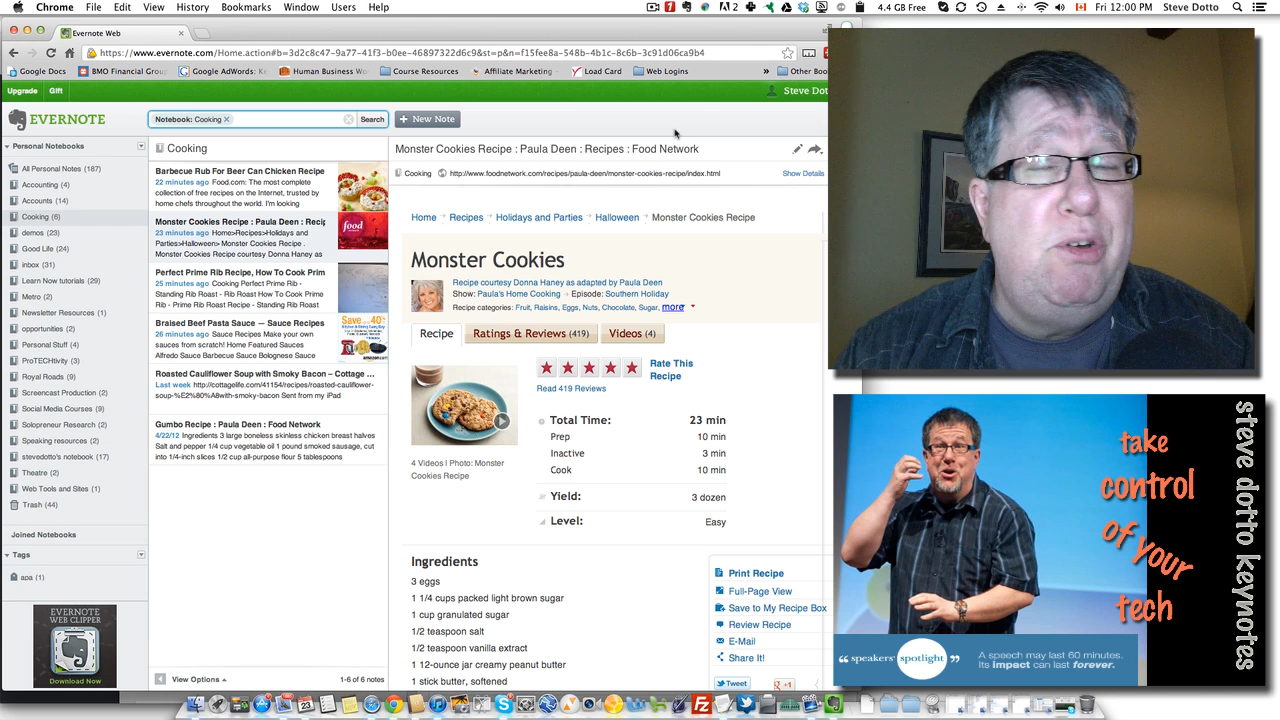 Chrome File Edit View History Bookmarks Window Users Help
1 A 2 4.4 GB Free Fri 12:00 PM Steve Dotto
Evernote Web
https://www.evernote.com/Home.action#b=3d2c8c47-9a77-41f3-b0ee-46897322d6c9&st=p&n=f15fee8a-548b-4b1c-8c6b-3c91d06ca9b4
Google Docs BMO Financial Grou Google AdWords: Ke Human Business Wo Course Resources Affiliate Marketing Load Card Web Logins » Other Boo
Upgrade Gift Steve Dot
EVERNOTE
Notebook: Cooking
Search
+ New Note
Personal Notebooks
All Personal Notes (187)
Accounting (4)
Accounts (14)
Cooking (6)
demos (23)
Good Life (24)
inbox (31)
Learn Now tutorials (29)
Metro (2)
Newsletter Resources (1)
opportunities (2)
Personal Stuff (4)
ProTECHtivity (3)
Royal Roads (9)
Screencast Production (2)
Social Media Courses (9)
Solopreneur Research (2)
Speaking resources (2)
stevedotto's notebook (17)
Theatre (2)
Web Tools and Sites (1)
Trash (44)
Joined Notebooks
Tags
apa (1)
EVERNOTE
WEB CLIPPER
Download Now
Cooking
Barbecue Rub For Beer Can Chicken Recipe
22 minutes ago Food.com: The most complete
collection of free recipes on the Internet, trusted by
home chefs throughout the world. I'm looking
Monster Cookies Recipe : Paula Deen : Recip
23 minutes ago Home>Recipes>Holidays and
Parties>Halloween> Monster Cookies Recipe .
Monster Cookies Recipe courtesy Donna Haney as
food
Perfect Prime Rib Recipe, How To Cook Prim
25 minutes ago Cooking Perfect Prime Rib -
Standing Rib Roast - Rib Roast How To Cook Prime
Rib - Prime Rib Roast Recipe - Standing Rib Roast
Braised Beef Pasta Sauce — Sauce Recipes
26 minutes ago Sauce Recipes Make your own
sauces from scratch! Home Featured Sauces
Alfredo Sauce Barbecue Sauce Bolognese Sauce
Save up to 40%
amazon.com
Roasted Cauliflower Soup with Smoky Bacon – Cottage ...
Last week http://cottagelife.com/41154/recipes/roasted-cauliflower-
soup-%E2%80%A8with-smoky-bacon Sent from my iPad
Gumbo Recipe : Paula Deen : Food Network
4/22/12 Ingredients 3 large boneless skinless chicken breast halves
Salt and pepper 1/4 cup vegetable oil 1 pound smoked sausage, cut
into 1/4-inch slices 1/2 cup all-purpose flour 5 tablespoons
View Options 1-6 of 6 notes
Monster Cookies Recipe : Paula Deen : Recipes : Food Network
Cooking http://www.foodnetwork.com/recipes/paula-deen/monster-cookies-recipe/index.html Show Details
Home Recipes Holidays and Parties Halloween Monster Cookies Recipe
Monster Cookies
Recipe courtesy Donna Haney as adapted by Paula Deen
Show: Paula's Home Cooking Episode: Southern Holiday
Recipe categories: Fruit, Raisins, Eggs, Nuts, Chocolate, Sugar, more
Recipe Ratings & Reviews (419) Videos (4)
Rate This
Recipe
Read 419 Reviews
Total Time: 23 min
Prep 10 min
Inactive 3 min
Cook 10 min
Yield: 3 dozen
Level: Easy
4 Videos | Photo: Monster
Cookies Recipe
Ingredients
3 eggs
1 1/4 cups packed light brown sugar
1 cup granulated sugar
1/2 teaspoon salt
1/2 teaspoon vanilla extract
1 12-ounce jar creamy peanut butter
1 stick butter, softened
Print Recipe
Full-Page View
Save to My Recipe Box
Review Recipe
E-Mail
Share It!
Tweet
+1
take
control
of your
tech
steve dotto keynotes
“ speakers' spotlight ”
A speech may last 60 minutes.
Its impact can last forever.